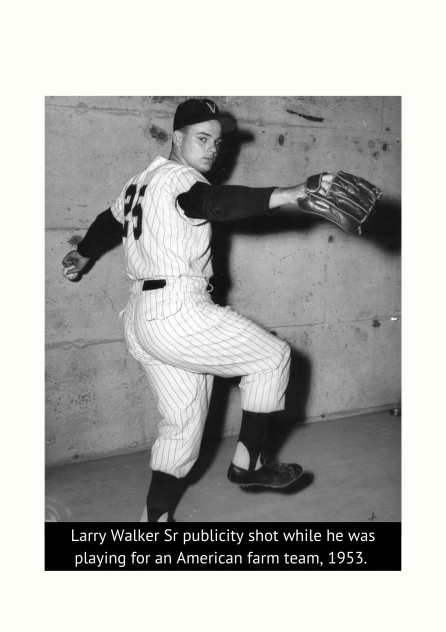 V
25
Larry Walker Sr publicity shot while he was
playing for an American farm team, 1953.